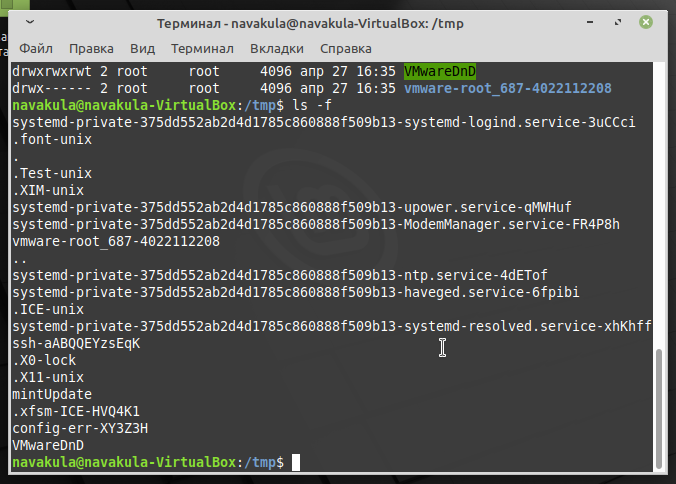 Терминал - navakula@navakula-VirtualBox: /tmp
Файл Правка Вид Терминал Вкладки Справка
drwxrwxrwt 2 root root 4096 апр 27 16:35 VMwareDnD
drwx------ 2 root root 4096 апр 27 16:35 vmware-root_687-4022112208
navakula@navakula-VirtualBox:/tmp$ ls -f
systemd-private-375dd552ab2d4d1785c860888f509b13-systemd-logind.service-3uCCci
.font-unix
.
.Test-unix
.XIM-unix
systemd-private-375dd552ab2d4d1785c860888f509b13-upower.service-qMWHuf
systemd-private-375dd552ab2d4d1785c860888f509b13-ModemManager.service-FR4P8h
vmware-root_687-4022112208
..
systemd-private-375dd552ab2d4d1785c860888f509b13-ntp.service-4dETof
systemd-private-375dd552ab2d4d1785c860888f509b13-haveged.service-6fpibi
.ICE-unix
systemd-private-375dd552ab2d4d1785c860888f509b13-systemd-resolved.service-xhKhff
ssh-aABQQEYzsEqK
.X0-lock
.X11-unix
mintUpdate
.xfsm-ICE-HVQ4K1
config-err-XY3Z3H
VMwareDnD
navakula@navakula-VirtualBox:/tmp$